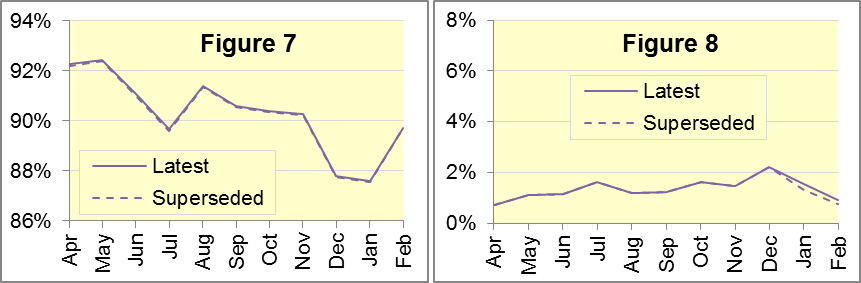 Figure 7
94%
92%
90%
88%
86%
Latest
Superseded
Apr
May
Jun
Jul
Aug
Sep
Oct
Nov
Dec
Jan
Feb
Figure 8
8%
6%
4%
2%
0%
Latest
Superseded
Apr
May
Jun
Jul
Aug
Sep
Oct
Nov
Dec
Jan
Feb